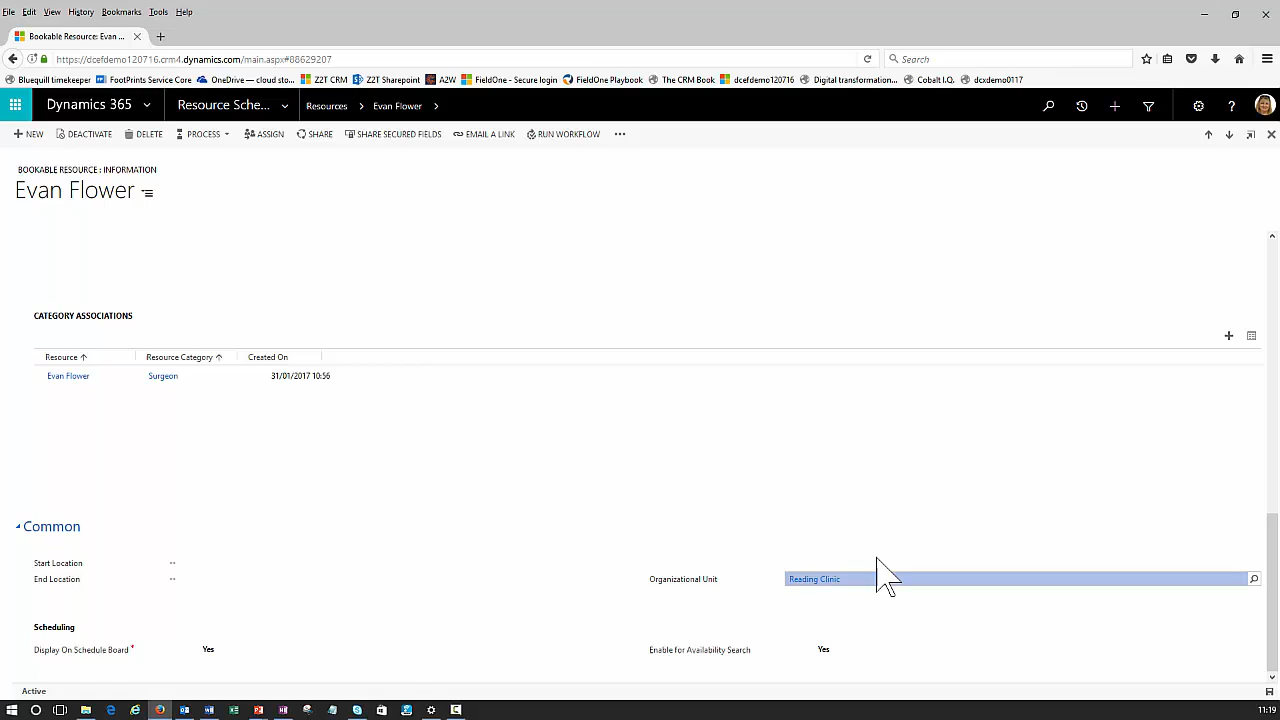 File Edit View History Bookmarks Tools Help
Bookable Resource: Evan ...
https://dcefdemo120716.crm4.dynamics.com/main.aspx#88629207
Search
Bluequill timekeeper FootPrints Service Core OneDrive — cloud sto... ZZT CRM ZZT Sharepoint A2W FieldOne - Secure login FieldOne Playbook The CRM Book dcefdemo120716 Digital transformation... Cobalt I.Q. dcxdemo0117
Dynamics 365 Resource Sche... Resources Evan Flower
NEW DEACTIVATE DELETE PROCESS ASSIGN SHARE SHARE SECURED FIELDS EMAIL A LINK RUN WORKFLOW
BOOKABLE RESOURCE : INFORMATION
Evan Flower
CATEGORY ASSOCIATIONS
Resource Resource Category Created On
Evan Flower Surgeon 31/01/2017 10:56
Common
Start Location --
End Location -- Organizational Unit Reading Clinic
Scheduling
Display On Schedule Board * Yes Enable for Availability Search Yes
Active
11:19